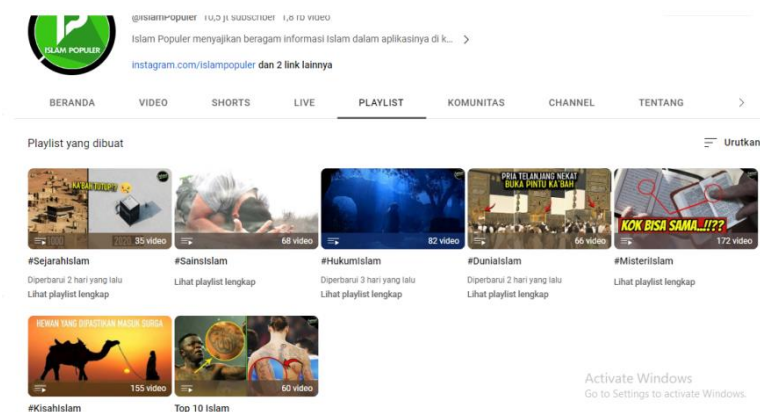 @IslamPopuler 10,5 jt subscriber 1,8 rb video
ISLAM POPULER
Islam Populer menyajikan beragam informasi Islam dalam aplikasinya di k...
instagram.com/islampopuler dan 2 link lainnya
BERANDA VIDEO SHORTS LIVE PLAYLIST KOMUNITAS CHANNEL TENTANG
Playlist yang dibuat
Urutkan
KA'BAH TUTUP!?
1000 2020 35 video
68 video
82 video
PRIA TELANJANG NEKAT
BUKA PINTU KA'BAH
66 video
KOK BISA SAMA...!!??
172 video
#SejarahIslam
#SainsIslam
#HukumIslam
#DuniaIslam
#MisteriIslam
Diperbarui 2 hari yang lalu
Lihat playlist lengkap
Lihat playlist lengkap
Diperbarui 3 hari yang lalu
Lihat playlist lengkap
Diperbarui 2 hari yang lalu
Lihat playlist lengkap
Lihat playlist lengkap
HEWAN YANG DIPASTIKAN MASUK SURGA
155 video
60 video
#KisahIslam
Top 10 Islam
Activate Windows
Go to Settings to activate Windows.